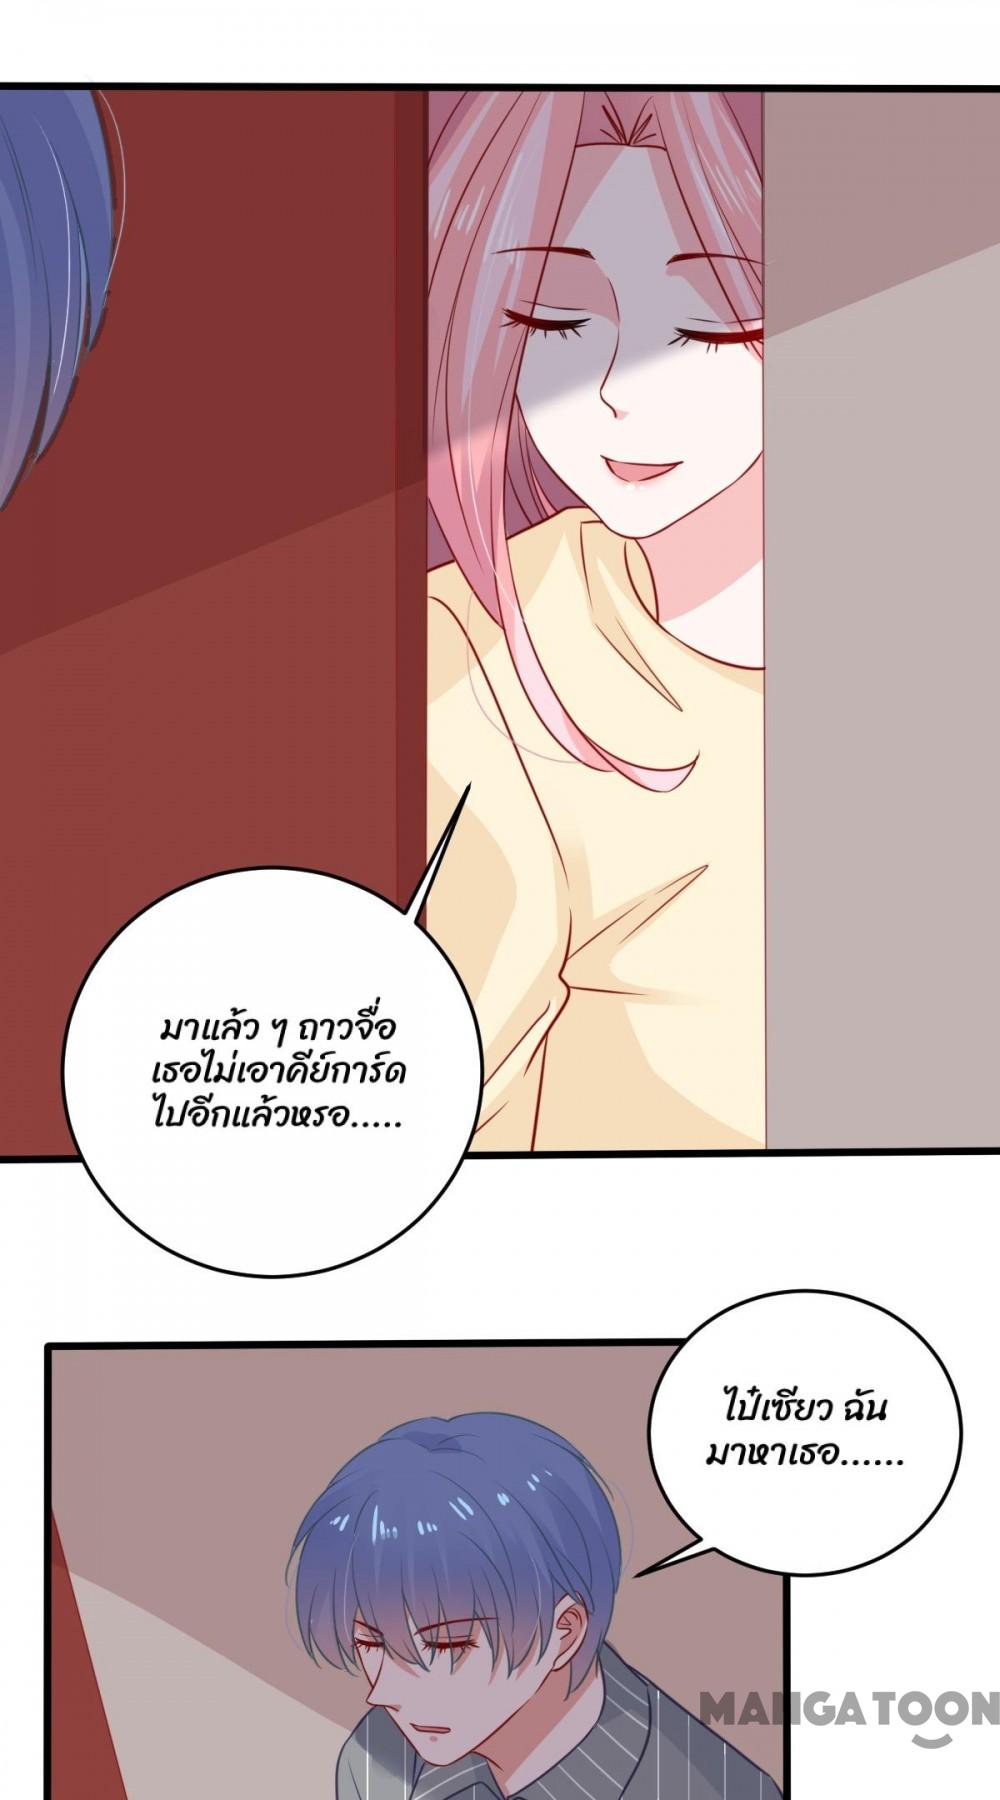 มาแล้ว ๆ ถาวจื่อ
เธอไม่เอาคีย์การ์ด
ไปอีกแล้วหรอ.....
ไป๋เซียว ฉัน
มาหาเธอ......
MANGATOON